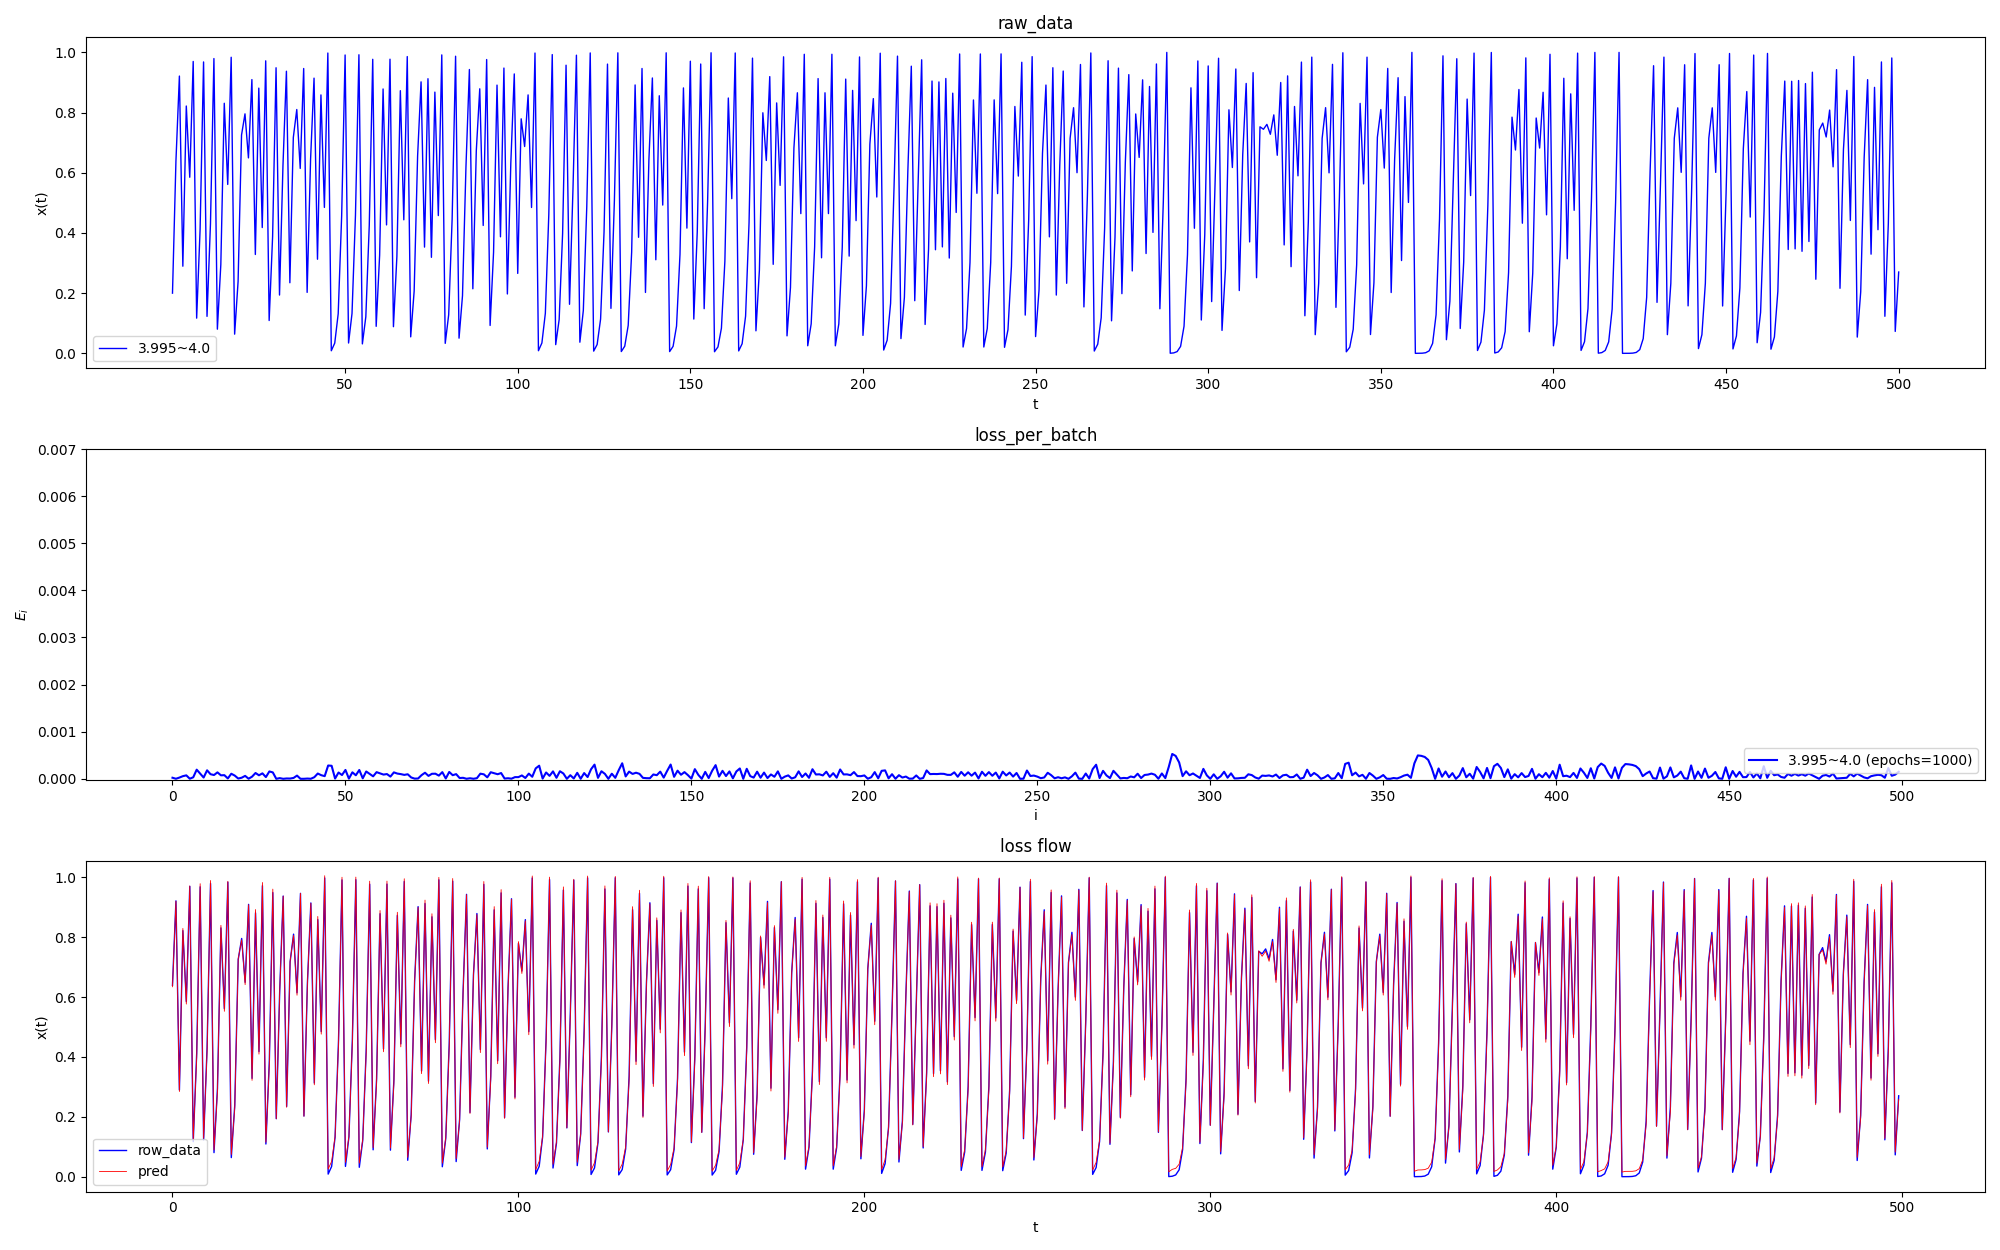 raw_data
1.0
0.8
0.6
0.4
0.2
0.0
x(t)
3.995~4.0
50 100 150 200 250 300 350 400 450 500
t
loss_per_batch
0.007
0.006
0.005
0.004
0.003
0.002
0.001
0.000
E_i
3.995~4.0 (epochs=1000)
0 50 100 150 200 250 300 350 400 450 500
i
loss flow
1.0
0.8
0.6
0.4
0.2
0.0
x(t)
row_data
pred
0 100 200 300 400 500
t